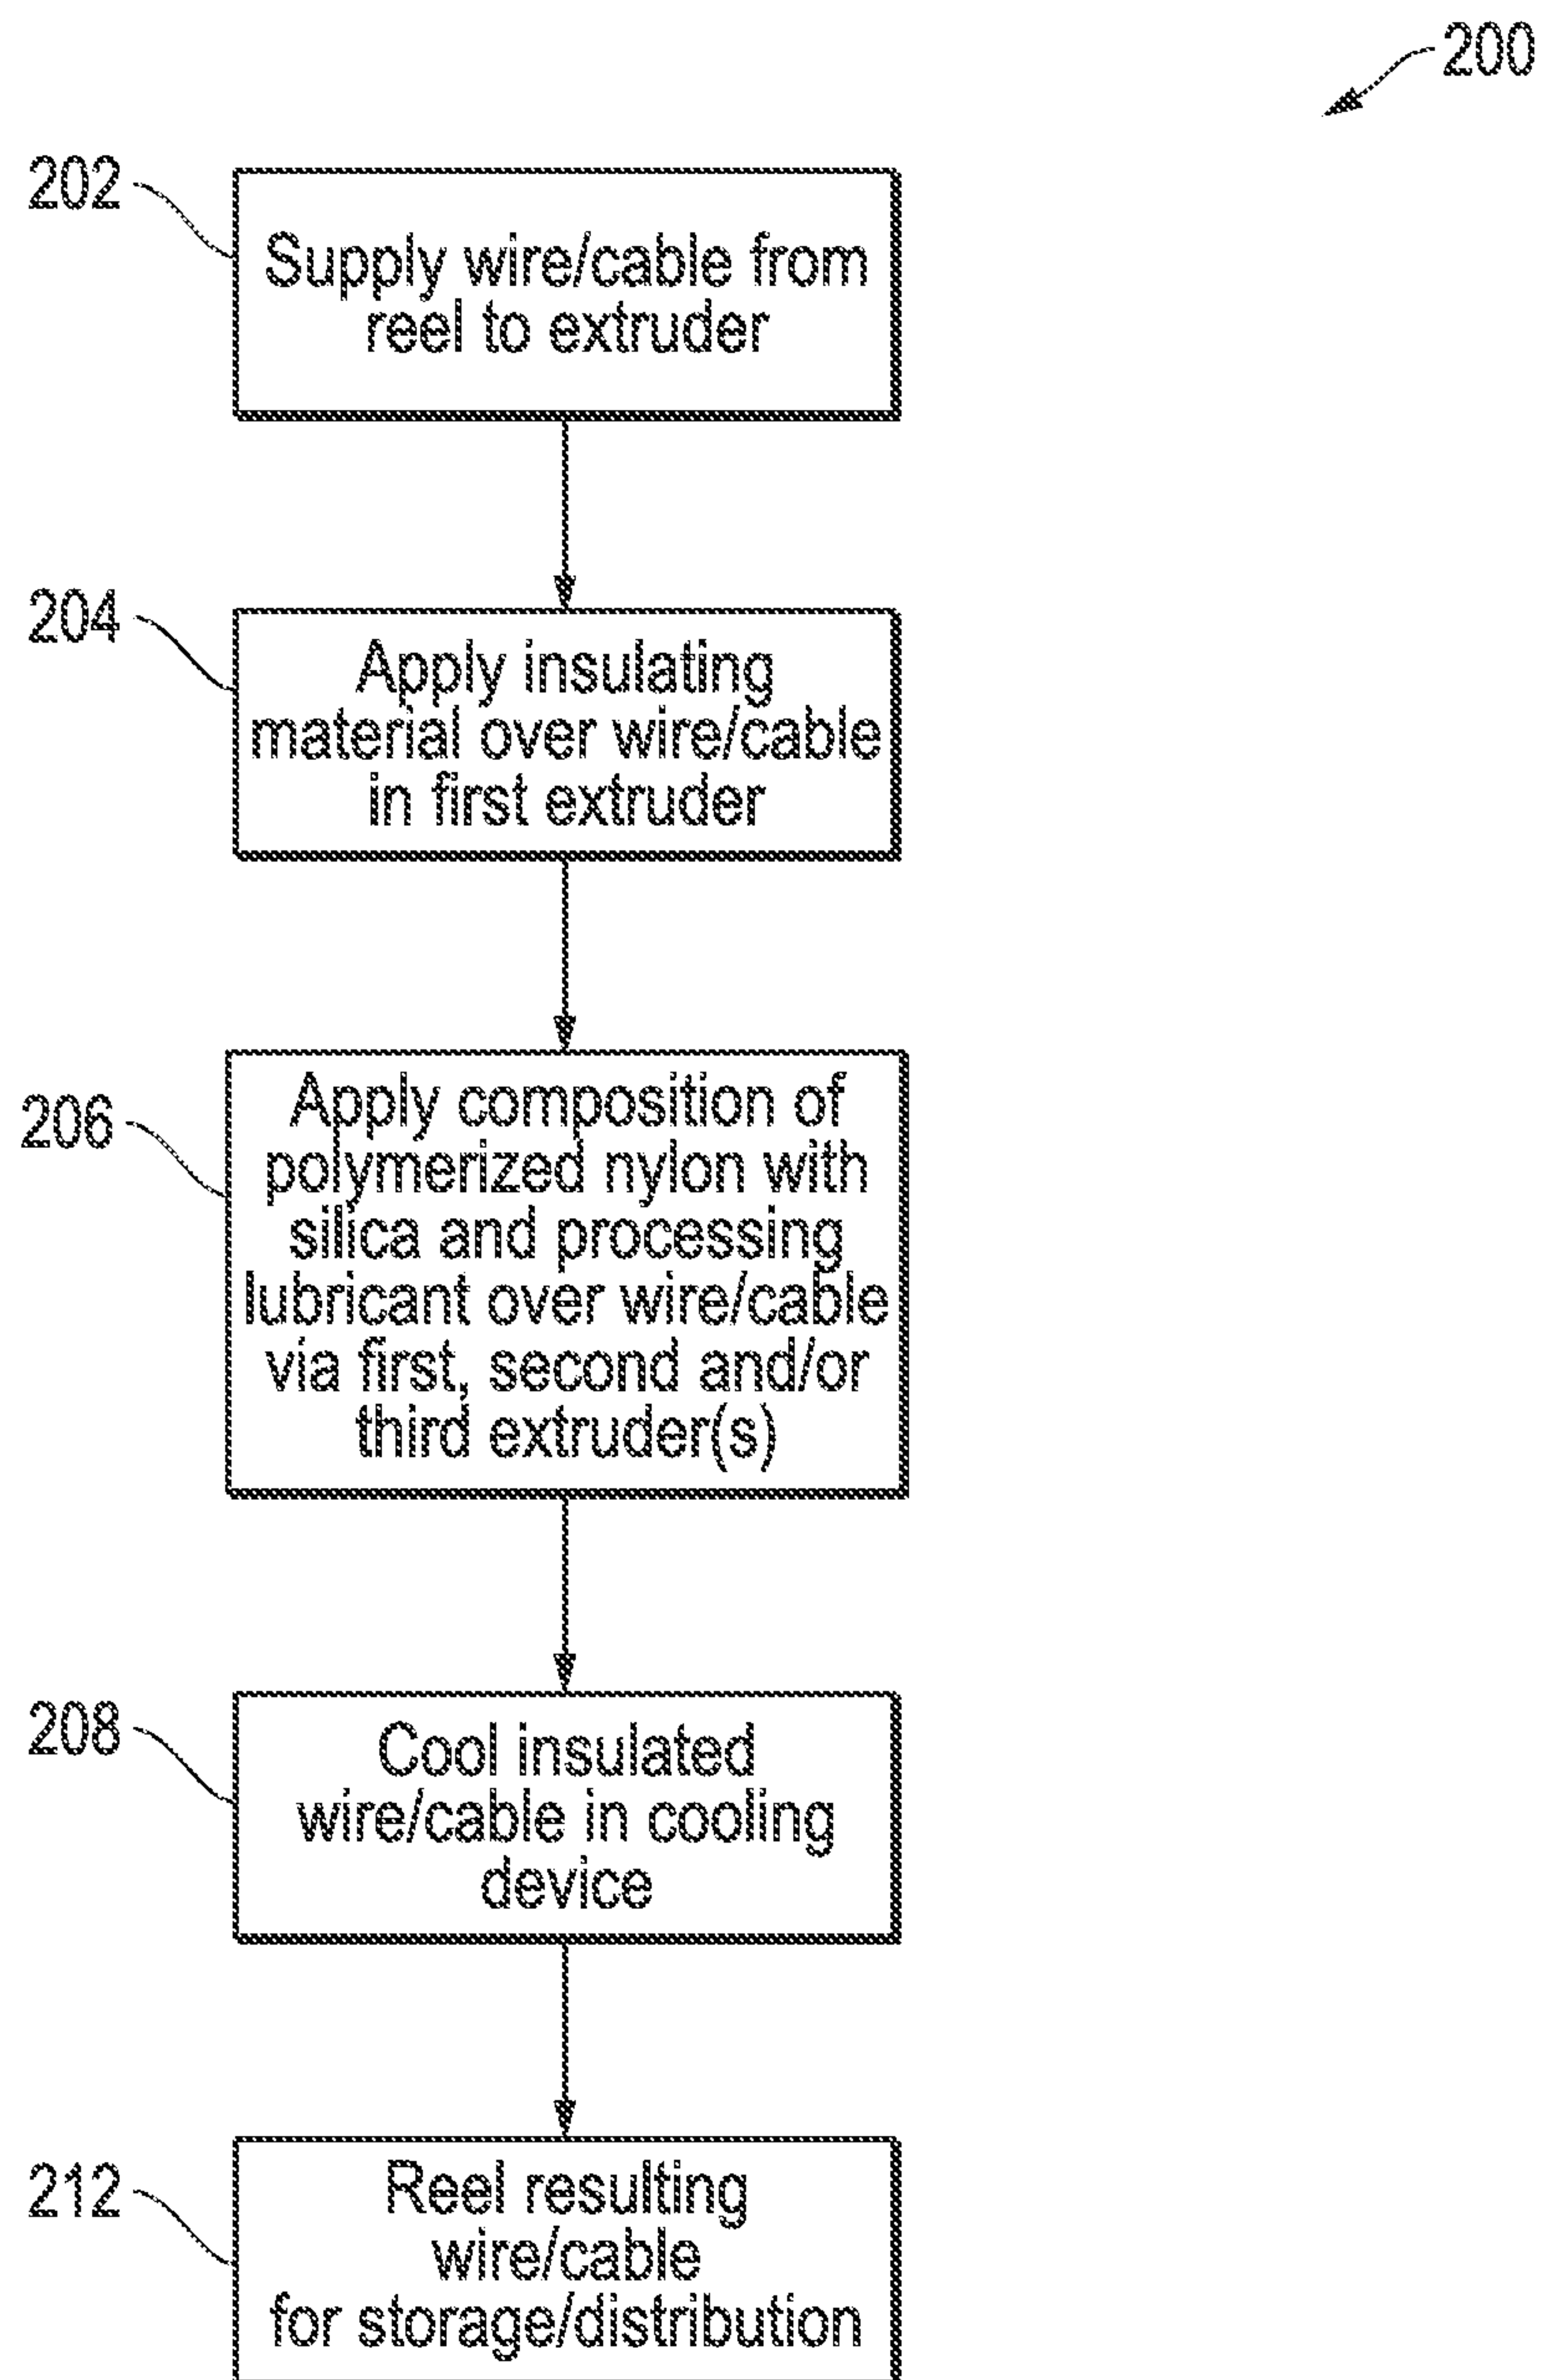 200
202
Supply wire/cable from
reel to extruder
204
Apply insulating
material over wire/cable
in first extruder
206
Apply composition of
polymerized nylon with
silica and processing
lubricant over wire/cable
via first, second and/or
third extruder(s)
208
Cool insulated
wire/cable in cooling
device
212
Reel resulting
wire/cable
for storage/distribution